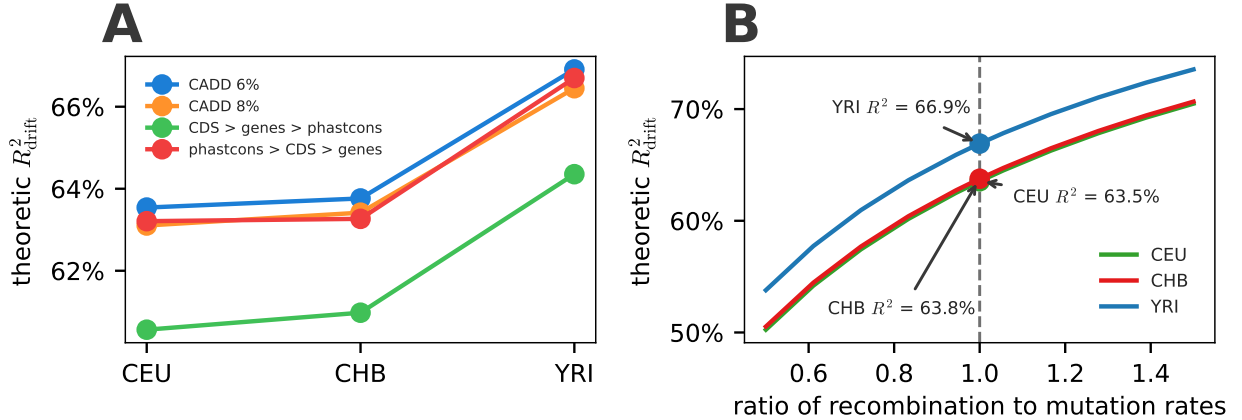 A
theoretic R²drift
66%
64%
62%
CADD 6%
CADD 8%
CDS > genes > phastcons
phastcons > CDS > genes
CEU
CHB
YRI
B
theoretic R²drift
70%
60%
50%
YRI R² = 66.9%
CEU R² = 63.5%
CHB R² = 63.8%
CEU
CHB
YRI
0.6
0.8
1.0
1.2
1.4
ratio of recombination to mutation rates